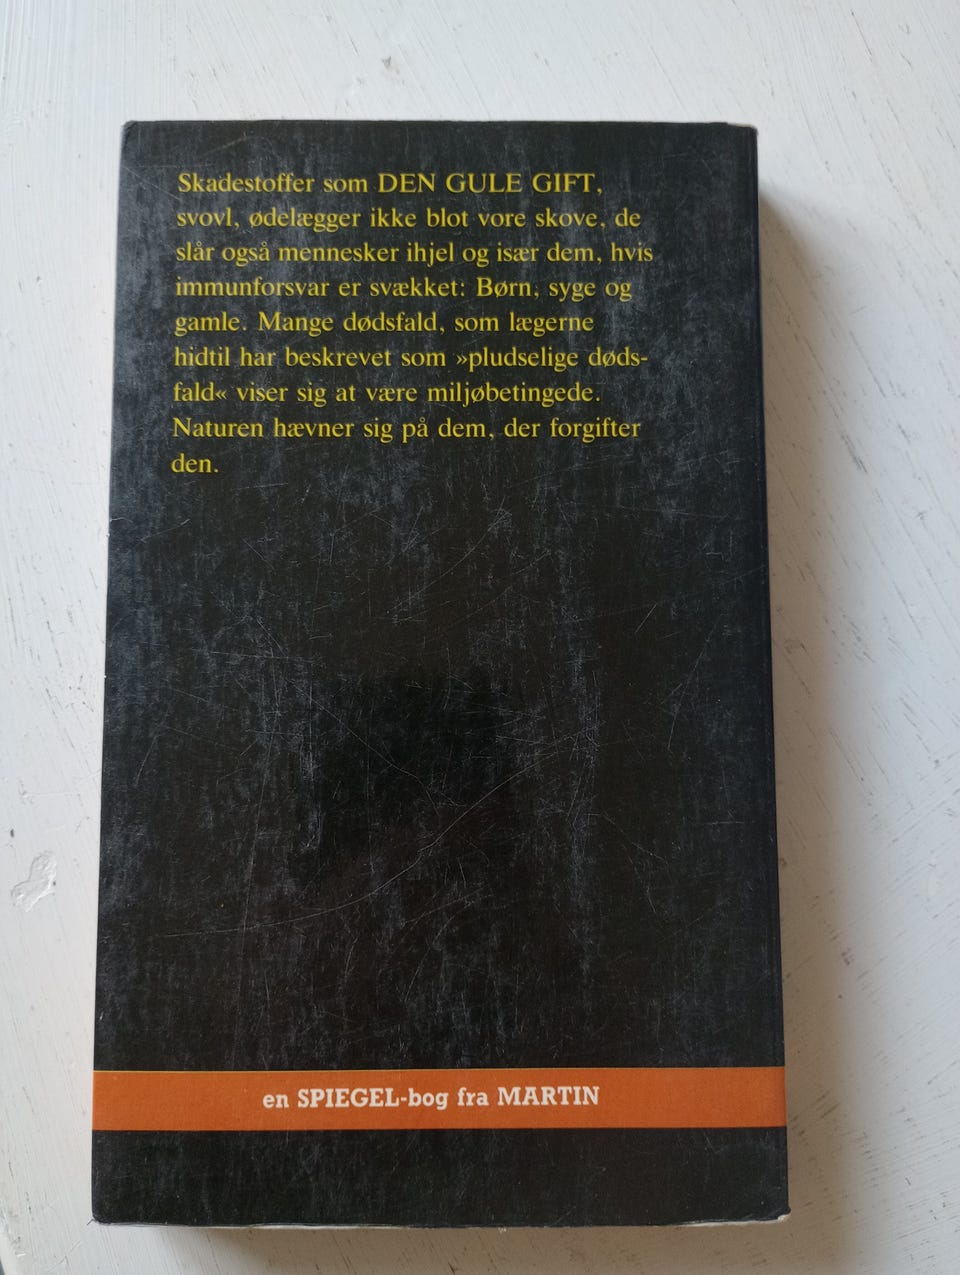 Skadestoffer som DEN GULE GIFT,
svovl, ødelægger ikke blot vore skove, de
slår også mennesker ihjel og især dem, hvis
immunforsvar er svækket: Børn, syge og
gamle. Mange dødsfald, som lægerne
hidtil har beskrevet som »pludselige døds-
fald« viser sig at være miljøbetingede.
Naturen hævner sig på dem, der forgifter
den.
en SPIEGEL-bog fra MARTIN